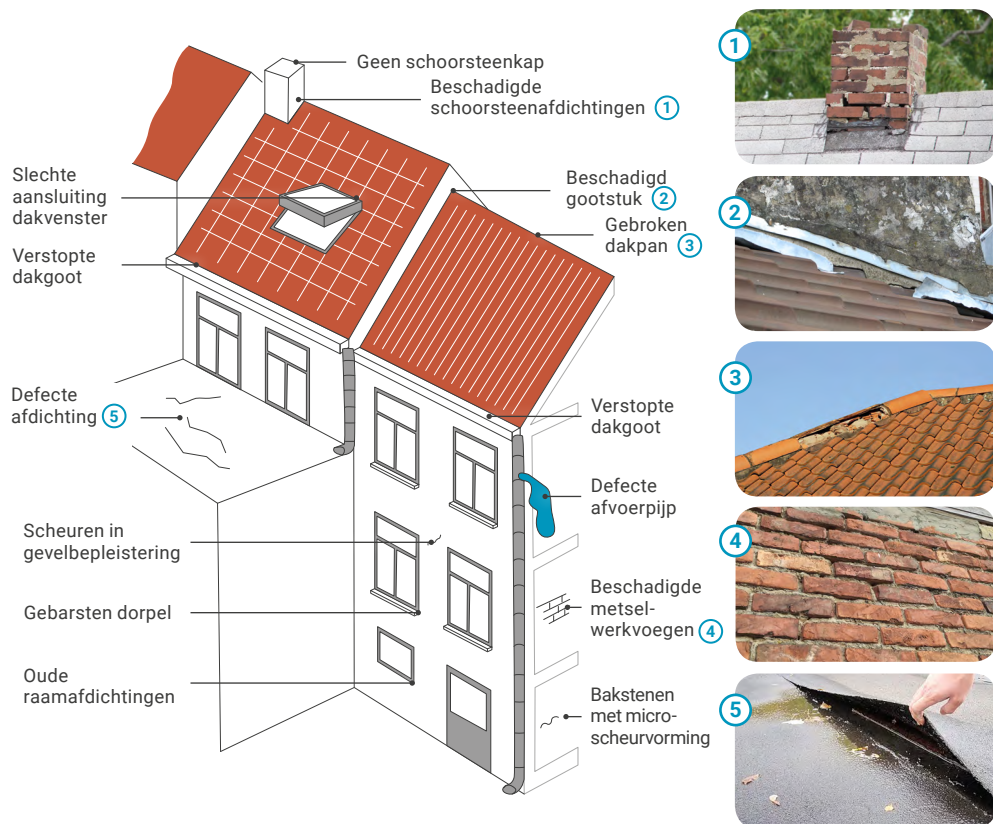 Geen schoorsteenkap
Beschadigde
schoorsteenafdichtingen 1
Slechte
aansluiting
dakvenster
Beschadigd
gootstuk 2
Gebroken
dakpan 3
Verstopte
dakgoot
Defecte
afdichting 5
Verstopte
dakgoot
Defecte
afvoerpijp
Scheuren in
gevelbepleistering
Gebarsten dorpel
Beschadigde
metsel-
werkvoegen 4
Oude
raamafdichtingen
Bakstenen
met micro-
scheurvorming
1
2
3
4
5